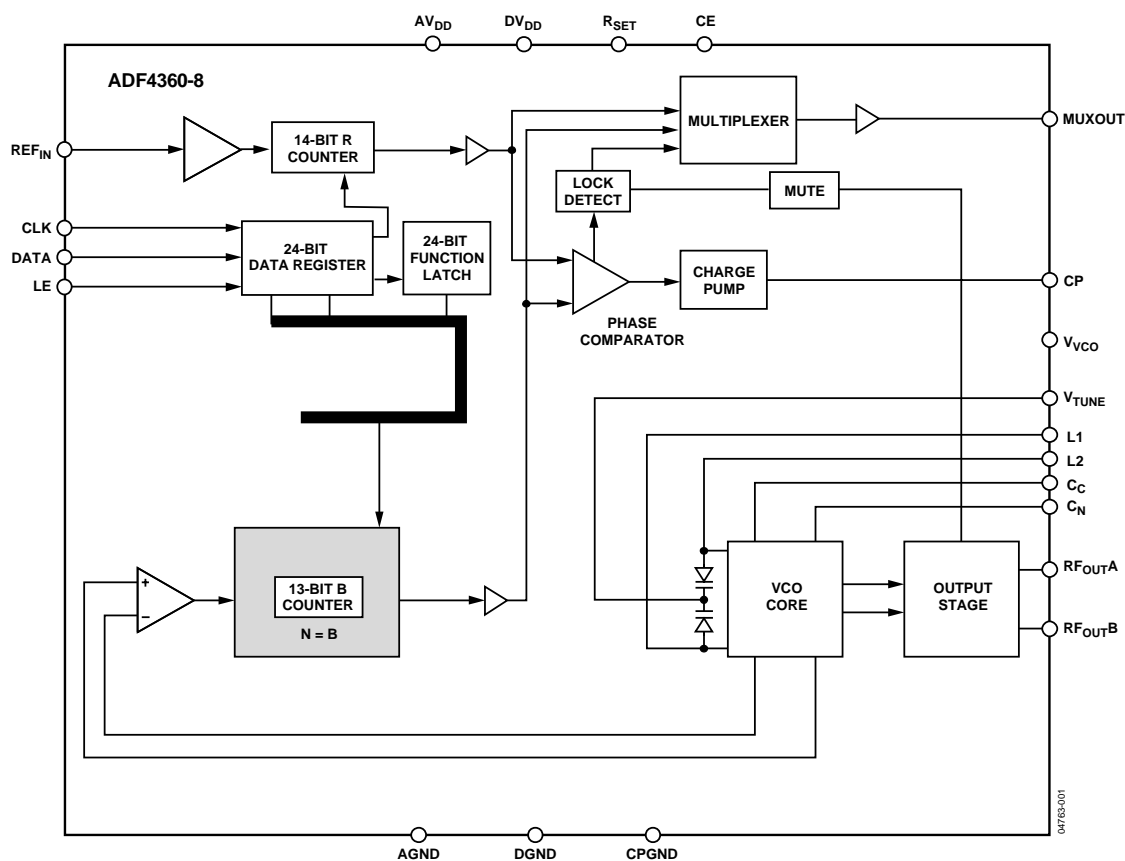 AVDD
DVDD
RSET
CE
ADF4360-8
MULTIPLEXER
MUXOUT
REFIN
14-BIT R
COUNTER
LOCK
DETECT
MUTE
CLK
DATA
LE
24-BIT
DATA REGISTER
24-BIT
FUNCTION
LATCH
CHARGE
PUMP
CP
PHASE
COMPARATOR
VVCO
VTUNE
L1
L2
CC
CN
+
−
13-BIT B
COUNTER
N = B
VCO
CORE
OUTPUT
STAGE
RFOUTA
RFOUTB
AGND
DGND
CPGND
04763-001